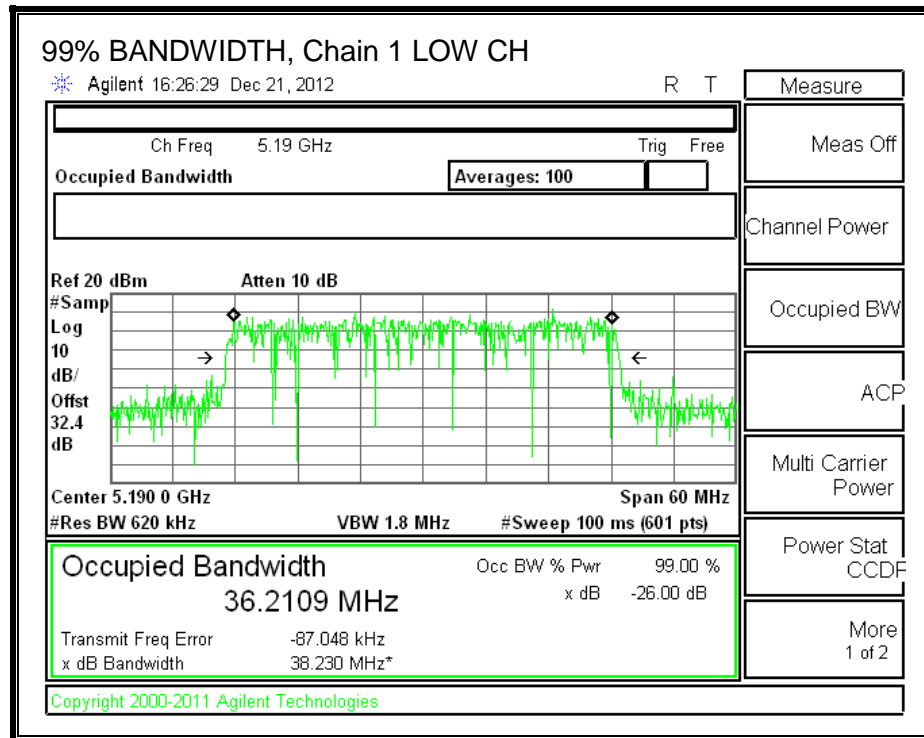 99% BANDWIDTH, Chain 1 LOW CH
Agilent 16:26:29 Dec 21, 2012 R T
Measure
Ch Freq 5.19 GHz Trig Free
Meas Off
Occupied Bandwidth Averages: 100
Channel Power
Ref 20 dBm Atten 10 dB
#Samp
Log
10
dB/
Offst
32.4
dB
Occupied BW
ACP
Multi Carrier
Power
Center 5.190 0 GHz Span 60 MHz
#Res BW 620 kHz VBW 1.8 MHz #Sweep 100 ms (601 pts)
Power Stat
CCDF
Occupied Bandwidth Occ BW % Pwr 99.00 %
36.2109 MHz x dB -26.00 dB
Transmit Freq Error -87.048 kHz
x dB Bandwidth 38.230 MHz*
More
1 of 2
Copyright 2000-2011 Agilent Technologies